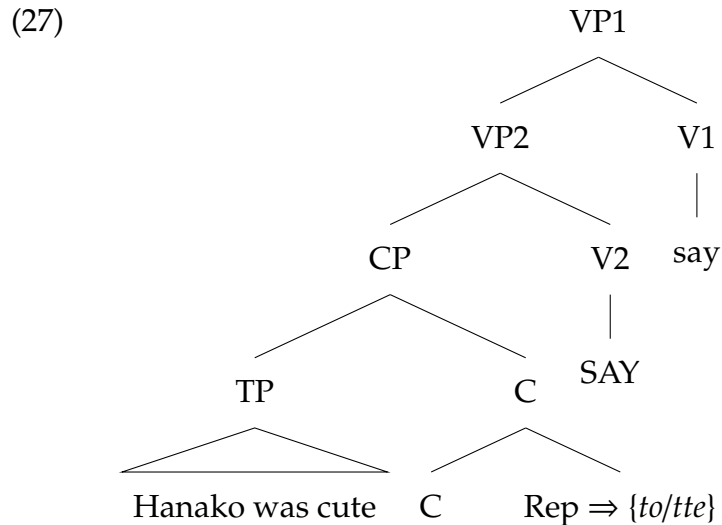 (27) VP1
VP2 V1
CP V2 say
TP C SAY
Hanako was cute C Rep ⇒ {to/tte}